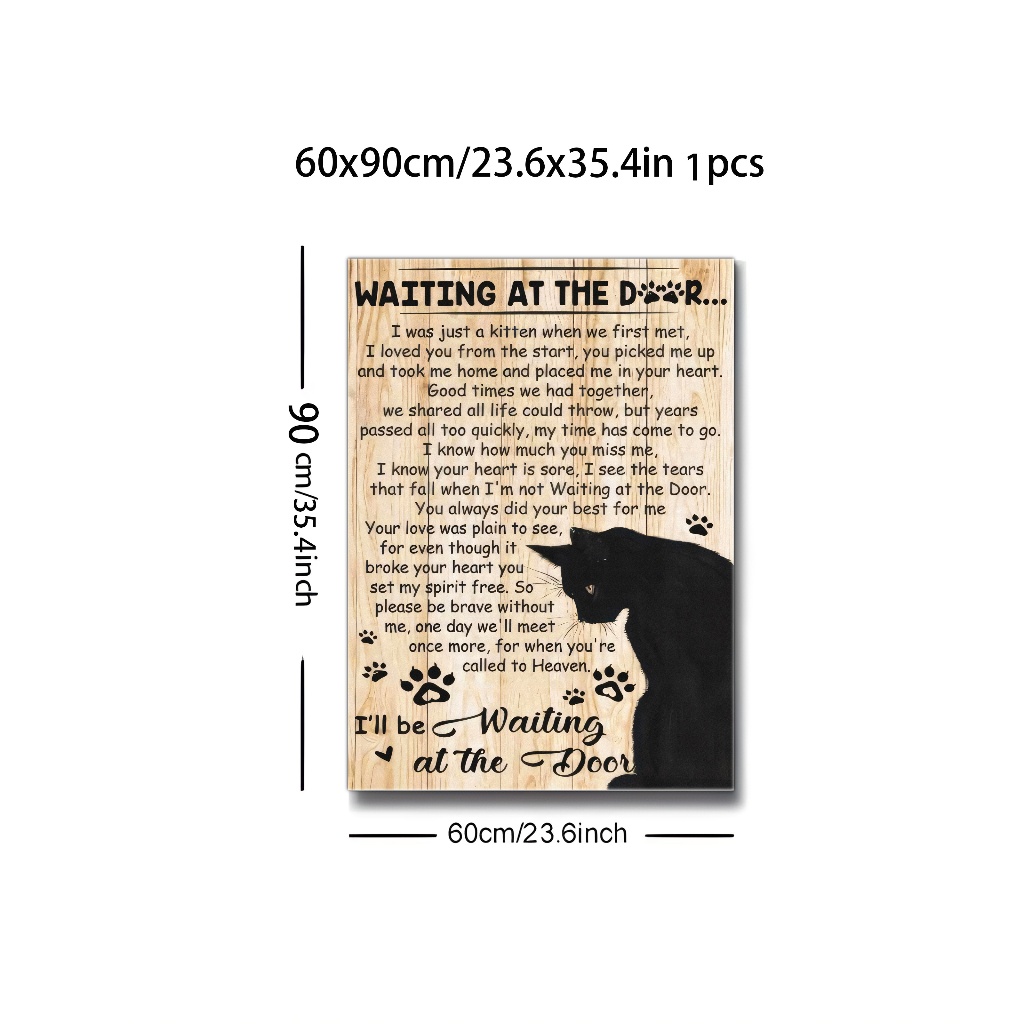 60x90cm/23.6x35.4in 1pcs
WAITING AT THE DOOR...
I was just a kitten when we first met,
I loved you from the start, you picked me up
and took me home and placed me in your heart.
Good times we had together,
we shared all life could throw, but years
passed all too quickly, my time has come to go.
I know how much you miss me,
I know your heart is sore, I see the tears
that fall when I'm not Waiting at the Door.
You always did your best for me
Your love was plain to see,
for even though it
broke your heart you
set my spirit free. So
please be brave without
me, one day we'll meet
once more, for when you're
called to Heaven.
I'll be Waiting
at the Door
90 cm/35.4inch
60cm/23.6inch